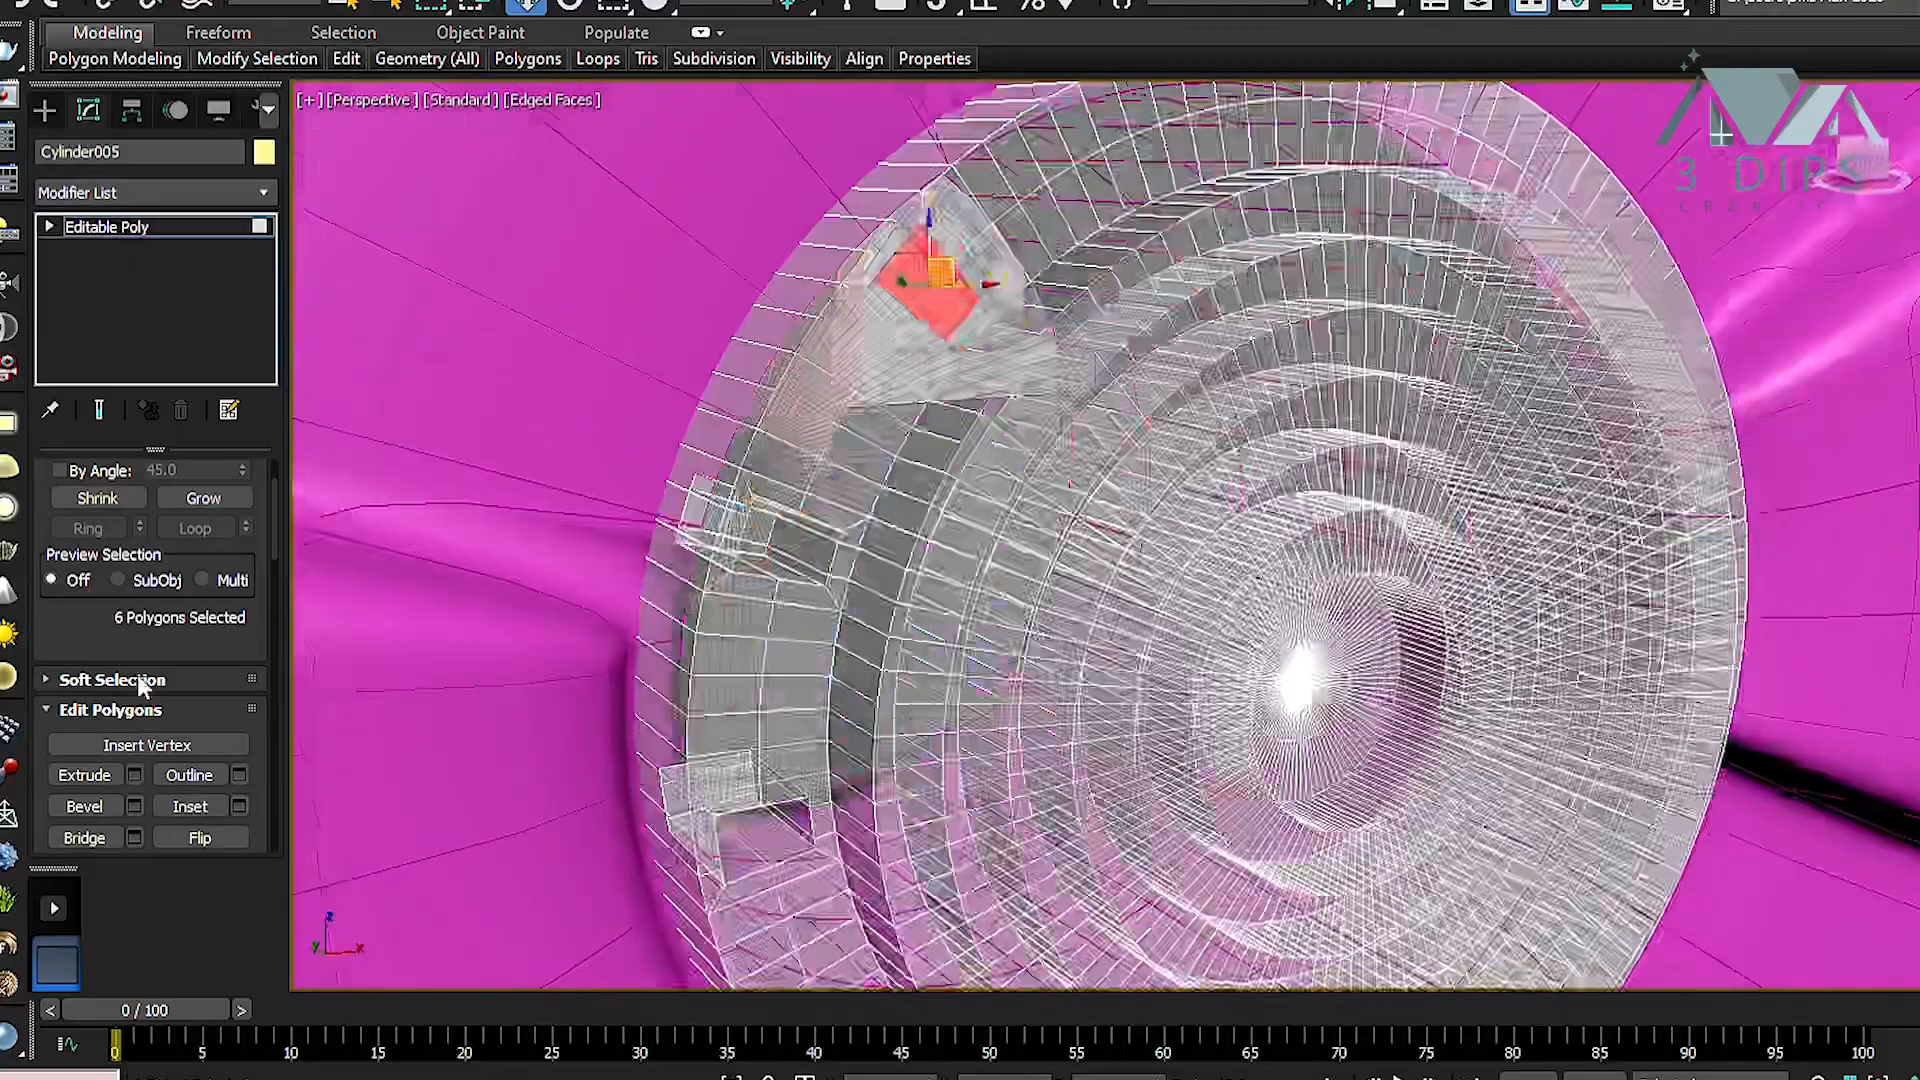 Modeling Freeform Selection Object Paint Populate
Polygon Modeling Modify Selection Edit Geometry (All) Polygons Loops Tris Subdivision Visibility Align Properties
[+] [Perspective ] [Standard ] [Edged Faces ]
3 DIPS
Cylinder005
Modifier List
Editable Poly
By Angle: 45.0
Shrink Grow
Ring Loop
Preview Selection
Off SubObj Multi
6 Polygons Selected
Soft Selection
Edit Polygons
Insert Vertex
Extrude Outline
Bevel Inset
Bridge Flip
z
y x
< 0 / 100 >
0 5 10 15 20 25 30 35 40 45 50 55 60 65 70 75 80 85 90 95 100